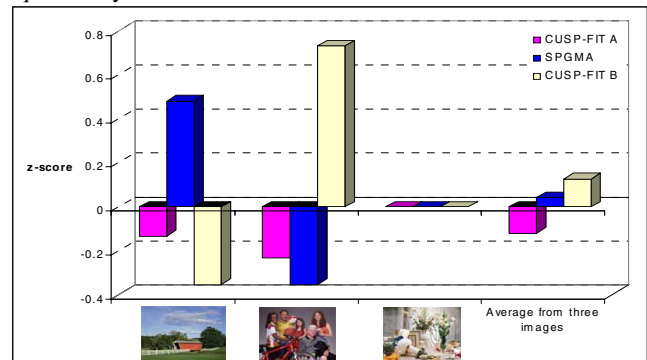 0.8
0.6
0.4
0.2
0
-0.2
-0.4
z-score
CUSP-FIT A
SPGMA
CUSP-FIT B
Average from three
images